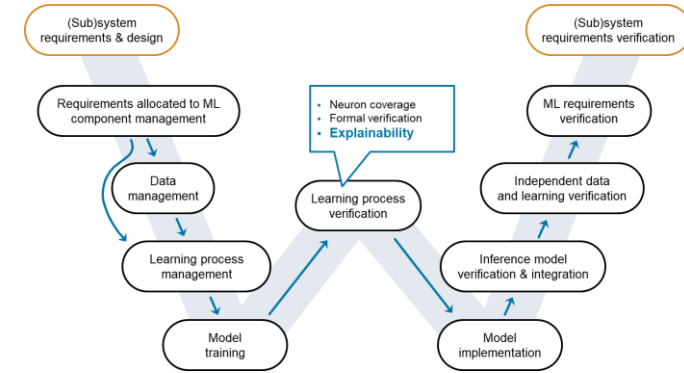 (Sub)system
requirements & design
(Sub)system
requirements verification
Requirements allocated to ML
component management
Neuron coverage
Formal verification
Explainability
ML requirements
verification
Data
management
Learning process
verification
Independent data
and learning verification
Learning process
management
Inference model
verification & integration
Model
training
Model
implementation